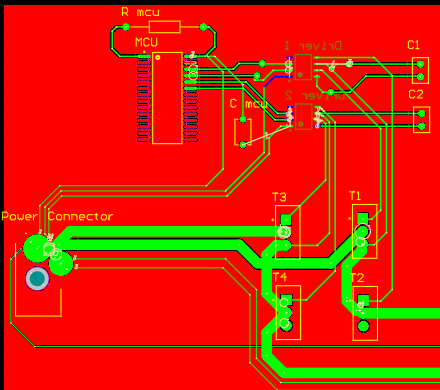 R mcu
MCU
Driver 1
C1
Driver 2
C2
C mcu
T3
T1
Power Connector
T4
T2